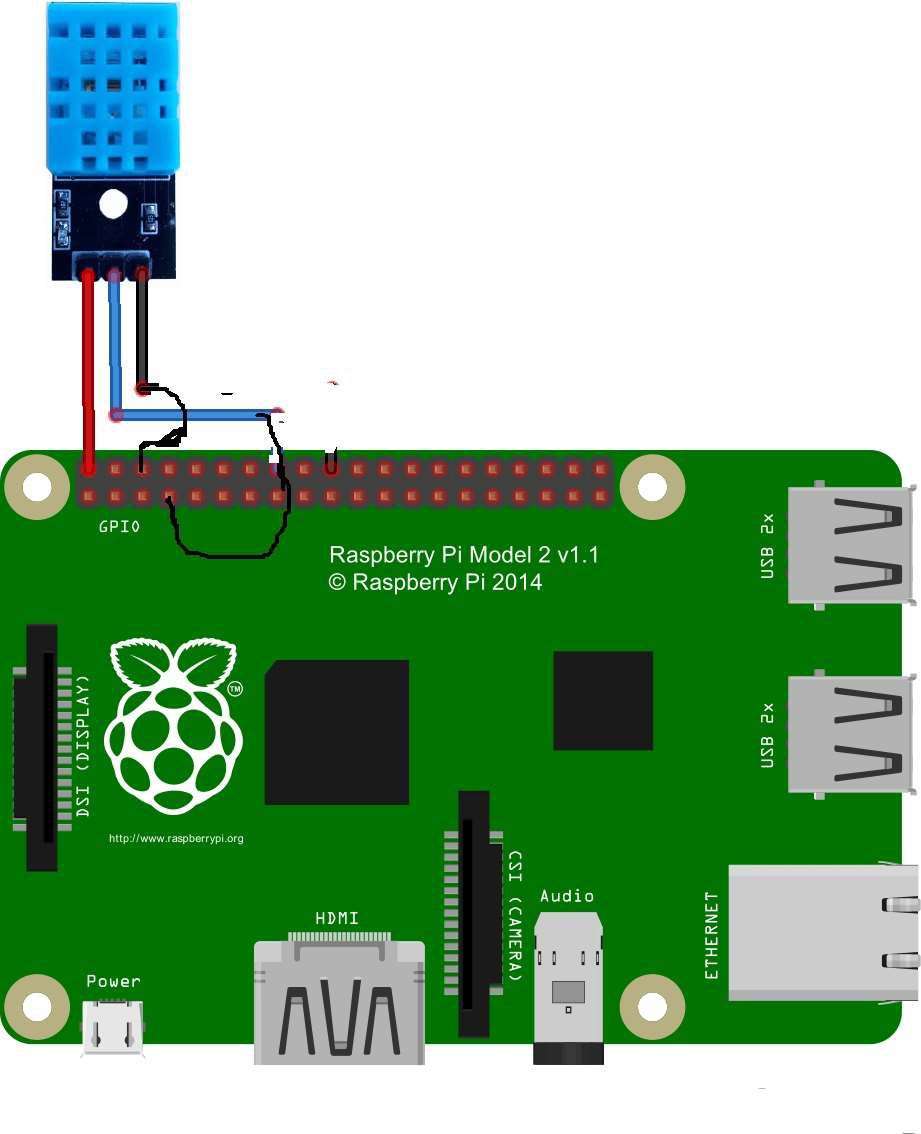 GPIO
Raspberry Pi Model 2 v1.1
© Raspberry Pi 2014
USB 2x
DSI (DISPLAY)
TM
USB 2x
http://www.raspberrypi.org
CSI (CAMERA)
Audio
ETHERNET
HDMI
Power